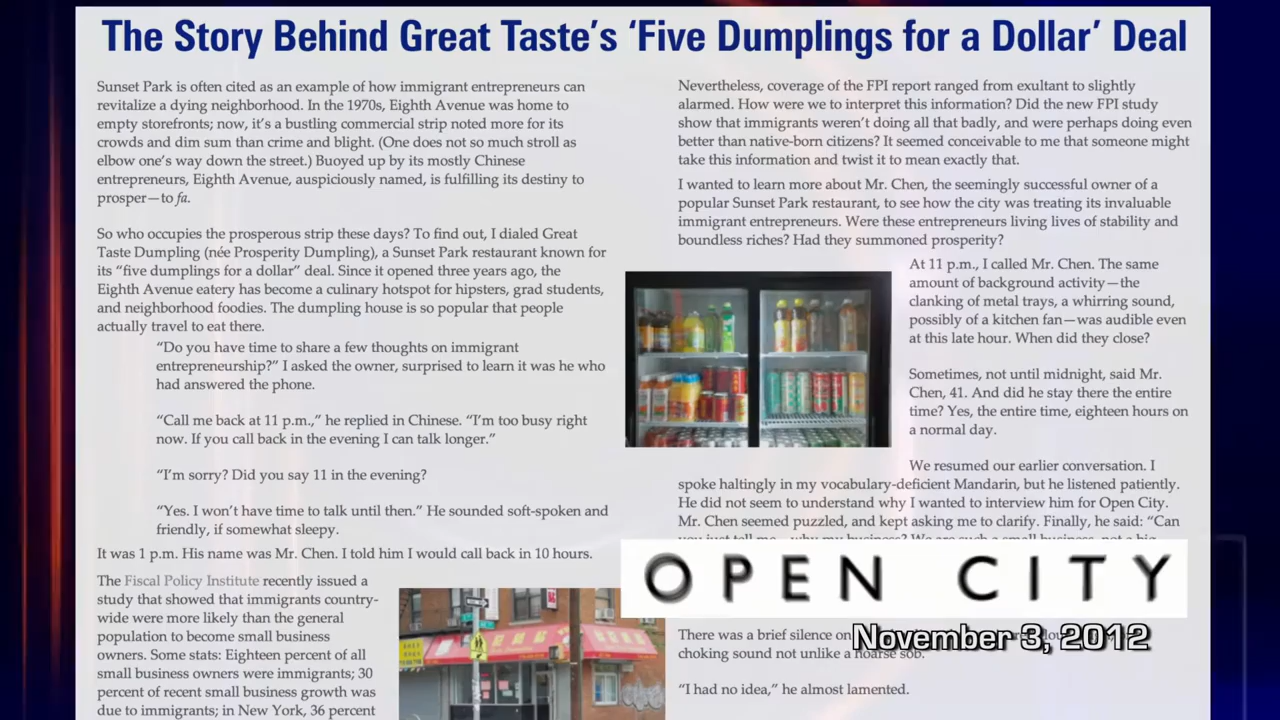 The Story Behind Great Taste's 'Five Dumplings for a Dollar' Deal
Sunset Park is often cited as an example of how immigrant entrepreneurs can
revitalize a dying neighborhood. In the 1970s, Eighth Avenue was home to
empty storefronts; now, it's a bustling commercial strip noted more for its
crowds and dim sum than crime and blight. (One does not so much stroll as
elbow one's way down the street.) Buoyed up by its mostly Chinese
entrepreneurs, Eighth Avenue, auspiciously named, is fulfilling its destiny to
prosper—to fa.
So who occupies the prosperous strip these days? To find out, I dialed Great
Taste Dumpling (née Prosperity Dumpling), a Sunset Park restaurant known for
its "five dumplings for a dollar" deal. Since it opened three years ago, the
Eighth Avenue eatery has become a culinary hotspot for hipsters, grad students,
and neighborhood foodies. The dumpling house is so popular that people
actually travel to eat there.
"Do you have time to share a few thoughts on immigrant
entrepreneurship?" I asked the owner, surprised to learn it was he who
had answered the phone.
"Call me back at 11 p.m.," he replied in Chinese. "I'm too busy right
now. If you call back in the evening I can talk longer."
"I'm sorry? Did you say 11 in the evening?
"Yes. I won't have time to talk until then." He sounded soft-spoken and
friendly, if somewhat sleepy.
It was 1 p.m. His name was Mr. Chen. I told him I would call back in 10 hours.
The Fiscal Policy Institute recently issued a
study that showed that immigrants country-
wide were more likely than the general
population to become small business
owners. Some stats: Eighteen percent of all
small business owners were immigrants; 30
percent of recent small business growth was
due to immigrants; in New York, 36 percent
Nevertheless, coverage of the FPI report ranged from exultant to slightly
alarmed. How were we to interpret this information? Did the new FPI study
show that immigrants weren't doing all that badly, and were perhaps doing even
better than native-born citizens? It seemed conceivable to me that someone might
take this information and twist it to mean exactly that.
I wanted to learn more about Mr. Chen, the seemingly successful owner of a
popular Sunset Park restaurant, to see how the city was treating its invaluable
immigrant entrepreneurs. Were these entrepreneurs living lives of stability and
boundless riches? Had they summoned prosperity?
At 11 p.m., I called Mr. Chen. The same
amount of background activity—the
clanking of metal trays, a whirring sound,
possibly of a kitchen fan—was audible even
at this late hour. When did they close?
Sometimes, not until midnight, said Mr.
Chen, 41. And did he stay there the entire
time? Yes, the entire time, eighteen hours on
a normal day.
We resumed our earlier conversation. I
spoke haltingly in my vocabulary-deficient Mandarin, but he listened patiently.
He did not seem to understand why I wanted to interview him for Open City.
Mr. Chen seemed puzzled, and kept asking me to clarify. Finally, he said: "Can
you just tell me—why my business? We are such a small business, not a big
OPEN CITY
November 3, 2012
There was a brief silence on
choking sound not unlike a hoarse sob.
"I had no idea," he almost lamented.